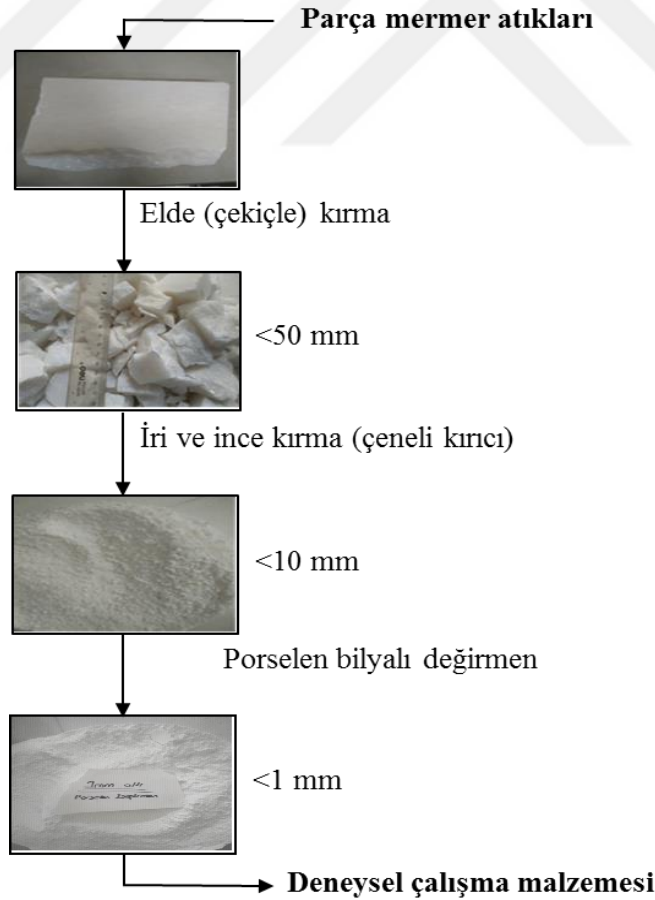 Parça mermer atıkları
Elde (çekiçle) kırma
<50 mm
İri ve ince kırma (çeneli kırıcı)
<10 mm
Porselen bilyalı değirmen
<1 mm
Deneysel çalışma malzemesi